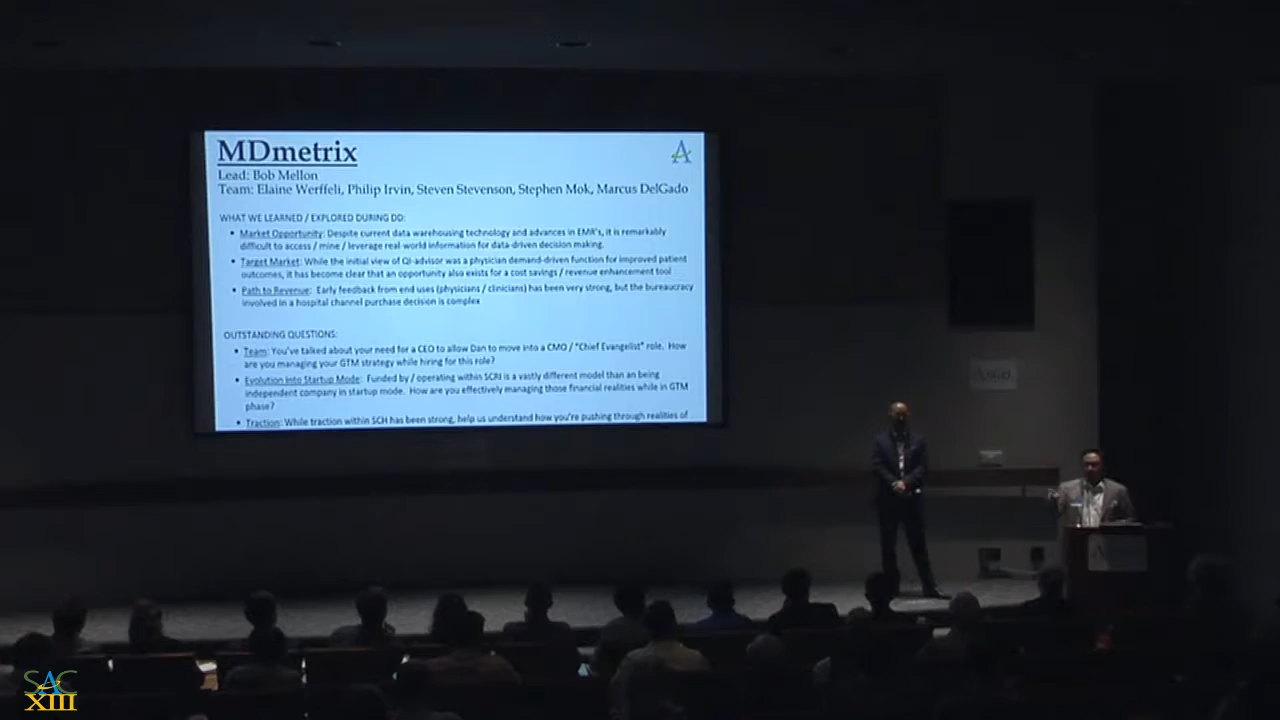 MDmetrix
Lead: Bob Mellon
Team: Elaine Werffeli, Philip Irvin, Steven Stevenson, Stephen Mok, Marcus DelGado
WHAT WE LEARNED / EXPLORED DURING DD:
▪ Market Opportunity: Despite current data warehousing technology and advances in EMR's, it is remarkably
difficult to access / mine / leverage real world information for data-driven decision making.
▪ Target Market: While the initial view of QI-advisor was a physician demand-driven function for improved patient
outcomes, it has become clear that an opportunity also exists for a cost savings / revenue enhancement tool
▪ Path to Revenue: Early feedback from end uses (physicians / clinicians) has been very strong, but the bureaucracy
involved in a hospital channel purchase decision is complex
OUTSTANDING QUESTIONS:
▪ Team: You've talked about your need for a CEO to allow Dan to move into a CMO / "Chief Evangelist" role. How
are you managing your GTM strategy while hiring for this role?
▪ Evolution into Startup Mode: Funded by / operating within SCRI is a vastly different model than an being
independent company in startup mode. How are you effectively managing those financial realities while in GTM
phase?
▪ Traction: While traction within SCH has been strong, help us understand how you're pushing through realities of
SAC
XIII